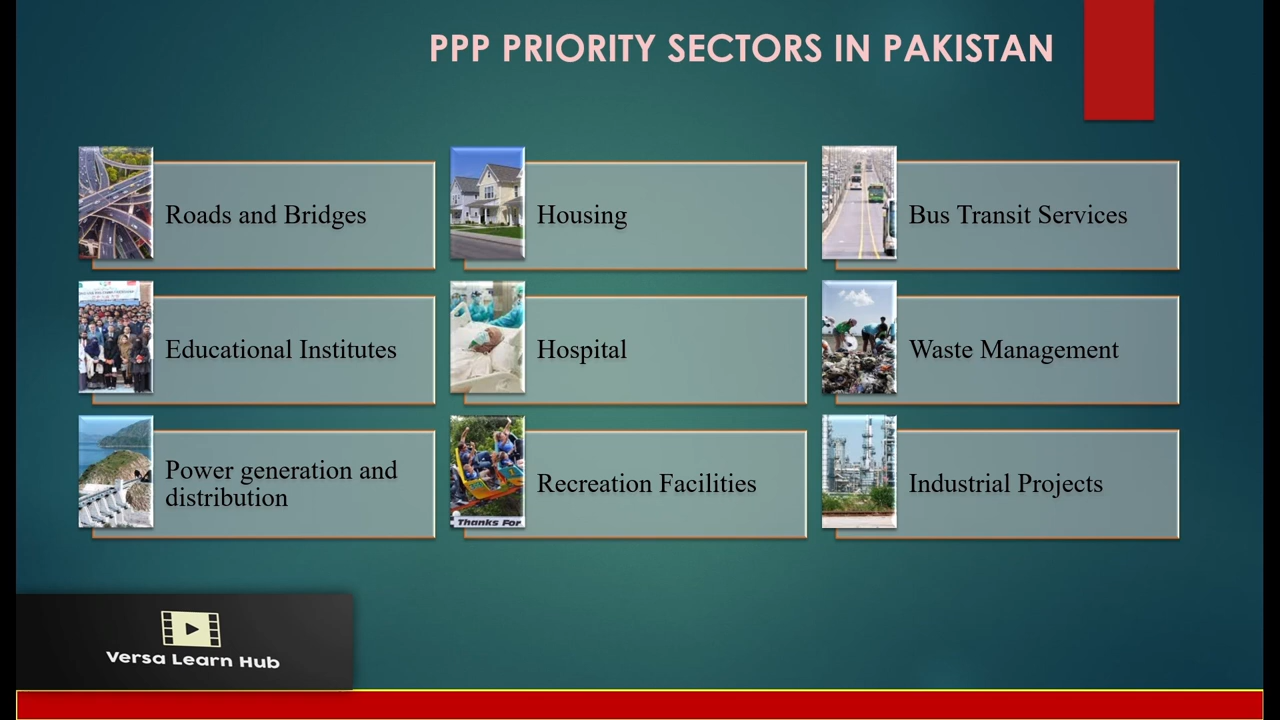 PPP PRIORITY SECTORS IN PAKISTAN
Roads and Bridges
Housing
Bus Transit Services
Educational Institutes
Hospital
Waste Management
Power generation and
distribution
Recreation Facilities
Thanks For
Industrial Projects
Versa Learn Hub